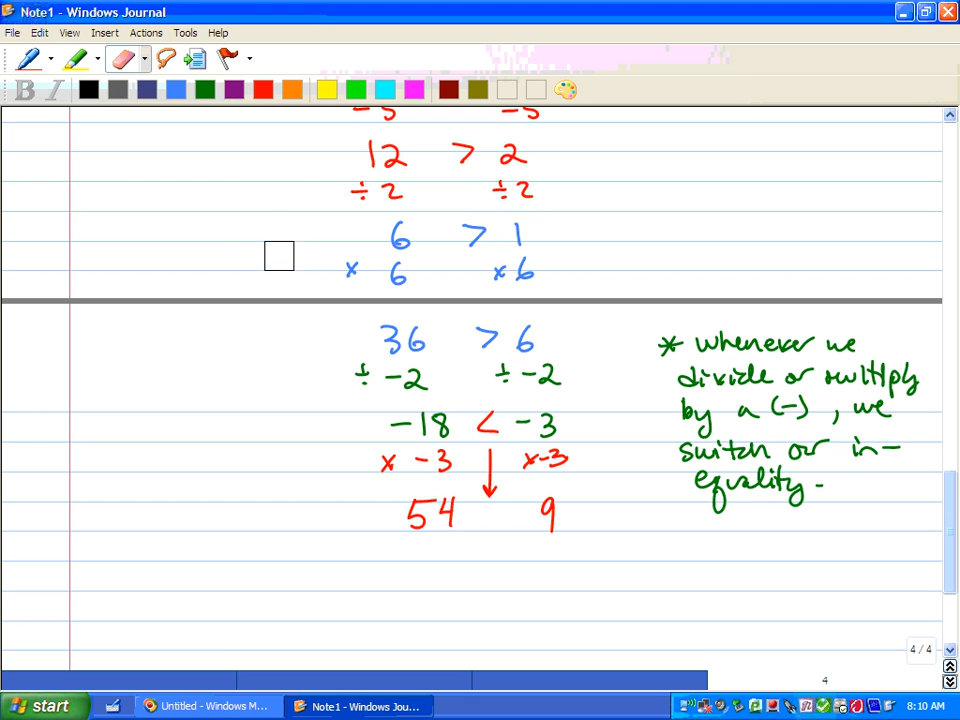 Note1 - Windows Journal
File Edit View Insert Actions Tools Help
B I
-5 -5
12 > 2
÷ 2 ÷ 2
6 > 1
x 6 x 6
36 > 6
÷ -2 ÷ -2
-18 < -3
x -3 x-3
54 9
* whenever we
divide or multiply
by a (-), we
switch our in-
equality.
4 / 4
4
start Untitled - Windows M... Note1 - Windows Jou... 8:10 AM